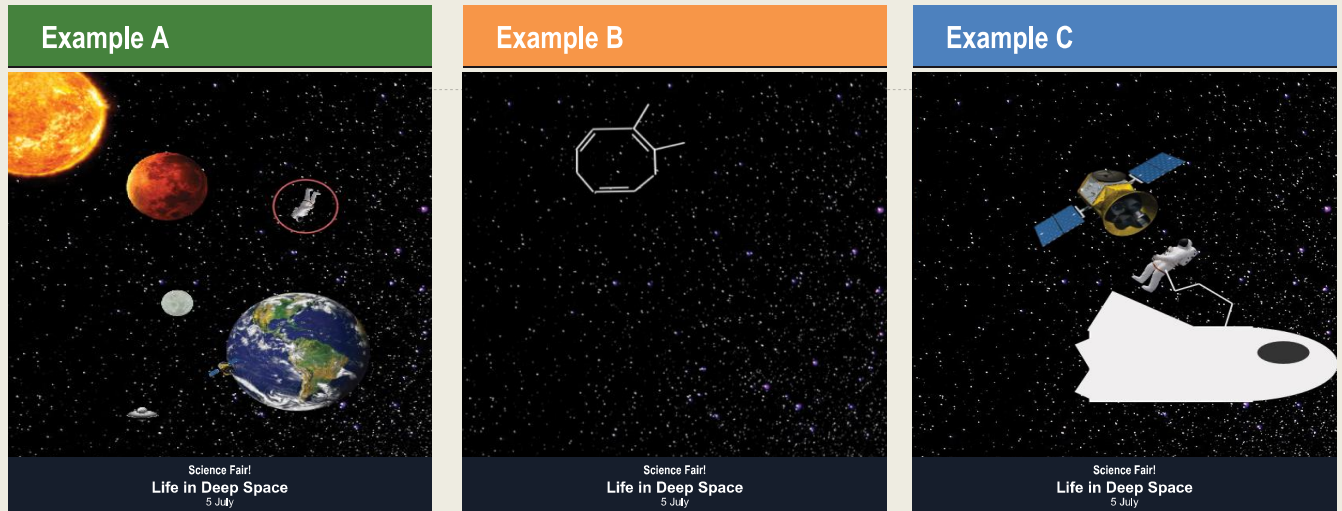 Example A
Science Fair!
Life in Deep Space
5 July
Example B
Science Fair!
Life in Deep Space
5 July
Example C
Science Fair!
Life in Deep Space
5 July